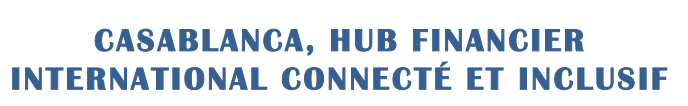 CASABLANCA, HUB FINANCIER
INTERNATIONAL CONNECTÉ ET INCLUSIF